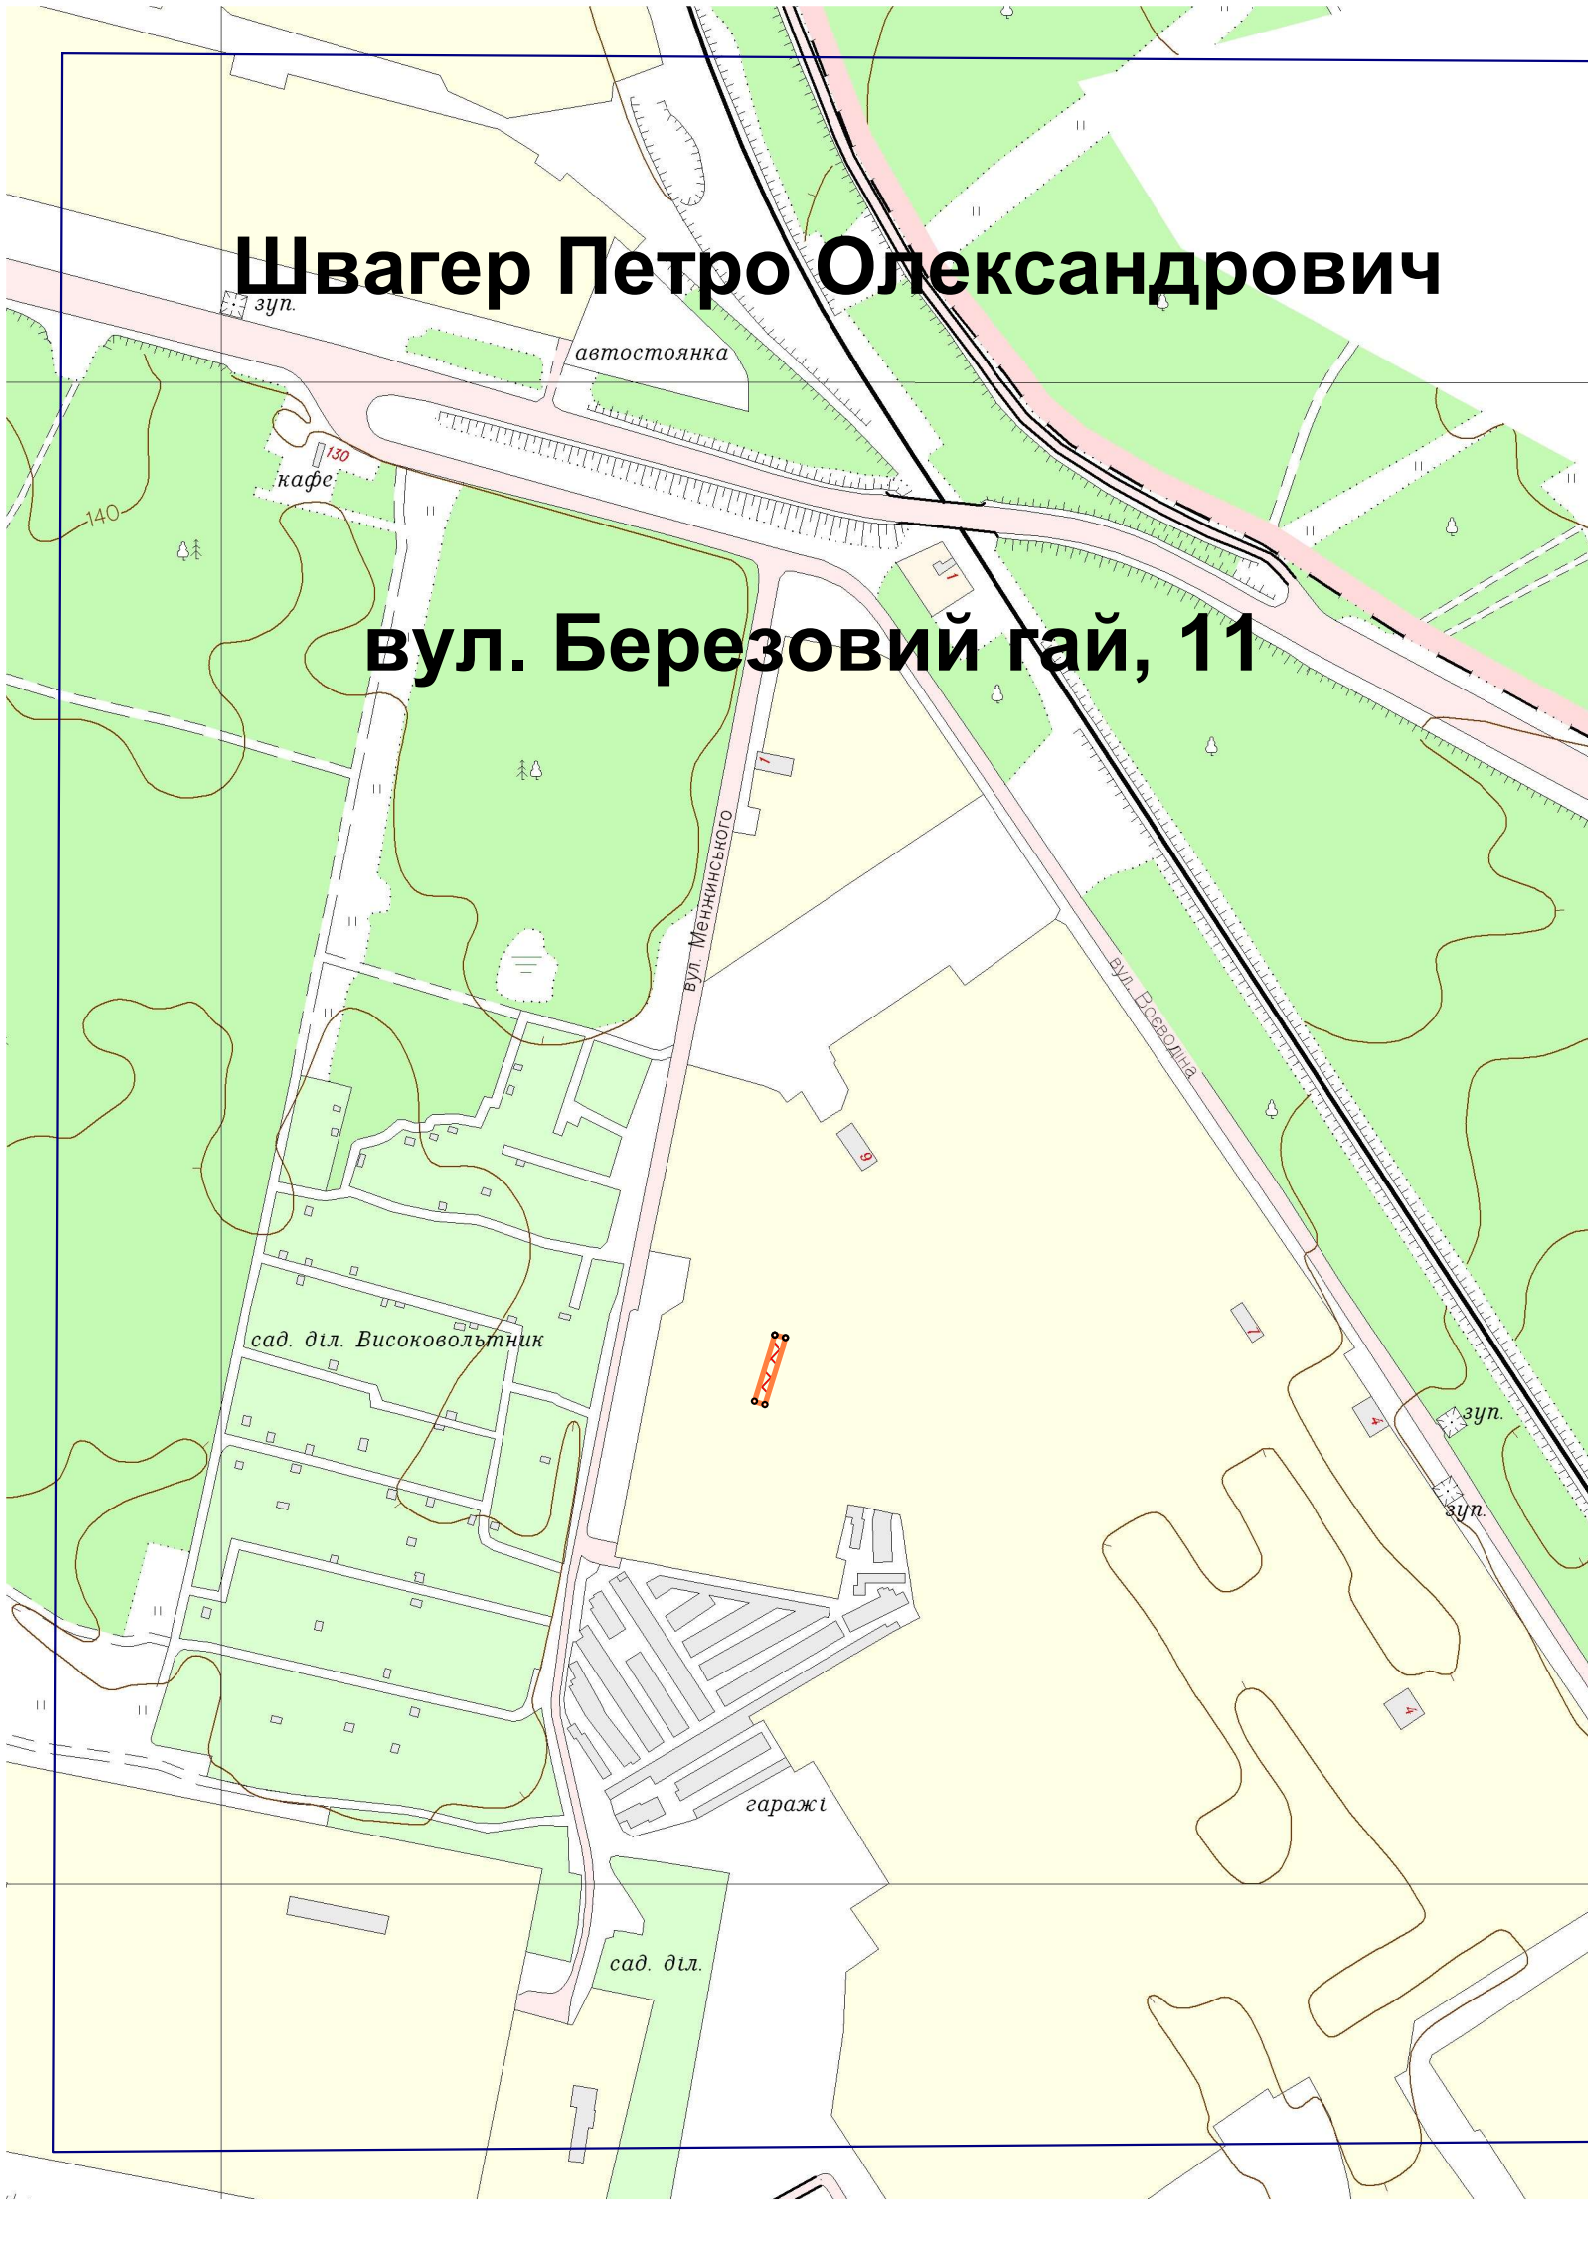 Швагер Петро Олександрович
зуп.
автостоянка
130
кафе
140
1
вул. Березовий гай, 11
1
вул. Менжинського
вул. Всеволіна
9
7
сад. діл. Високовольтник
4
зуп.
зуп.
4
гаражі
сад. діл.